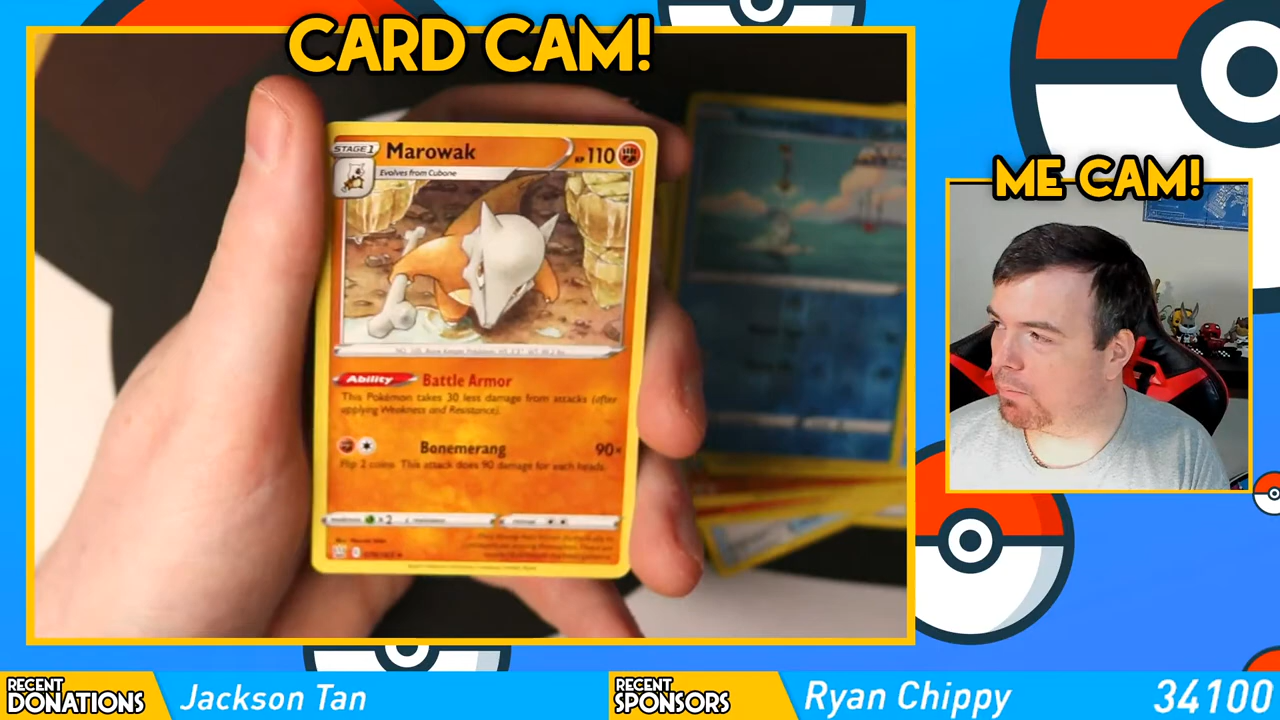 CARD CAM!
STAGE 1
Marowak
HP 110
Evolves from Cubone
Ability Battle Armor
This Pokémon takes 30 less damage from attacks (after
applying Weakness and Resistance).
Bonemerang 90×
Flip 2 coins. This attack does 90 damage for each heads.
×2
ME CAM!
RECENT
DONATIONS
Jackson Tan
RECENT
SPONSORS
Ryan Chippy
34100